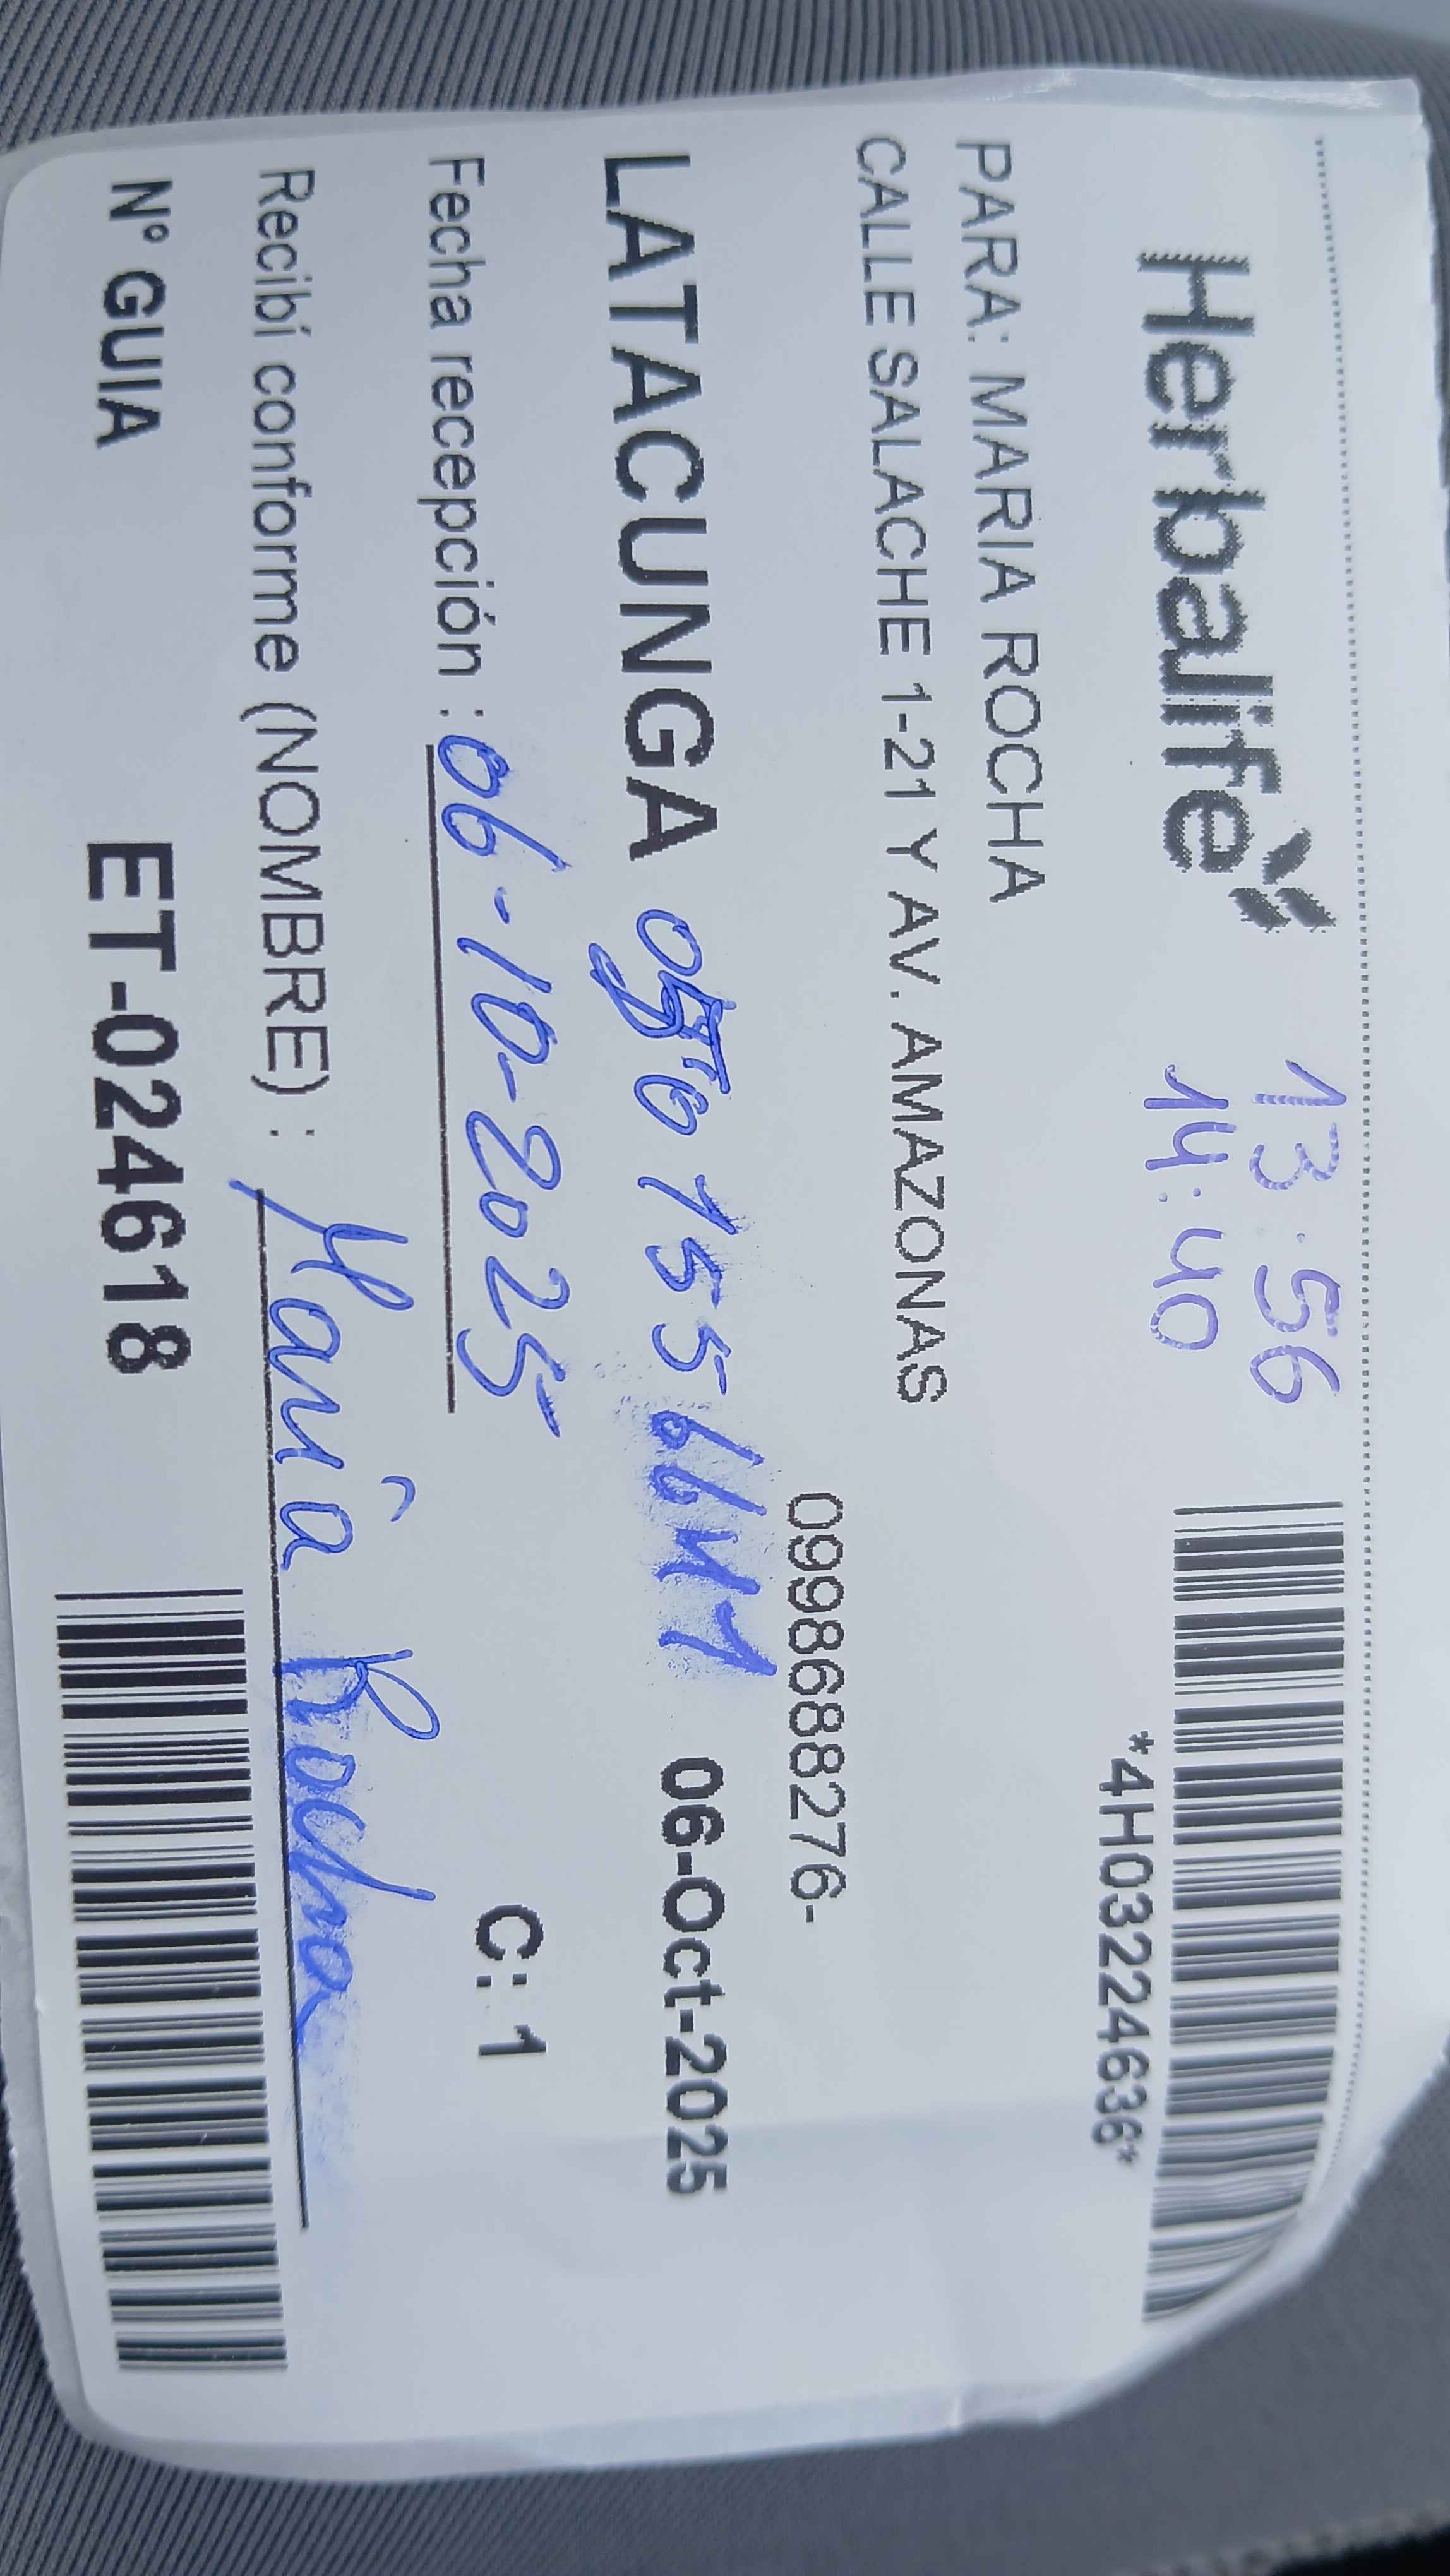 Herbalife
13:56
14:40
*4H03224636*
PARA: MARIA ROCHA
CALLE SALACHE 1-21 Y AV. AMAZONAS
0998688276-
LATACUNGA 06-Oct-2025
Fecha recepción : 06-10-2025
C: 1
Recibí conforme (NOMBRE) : María Rocha
Nº GUIA ET-024618